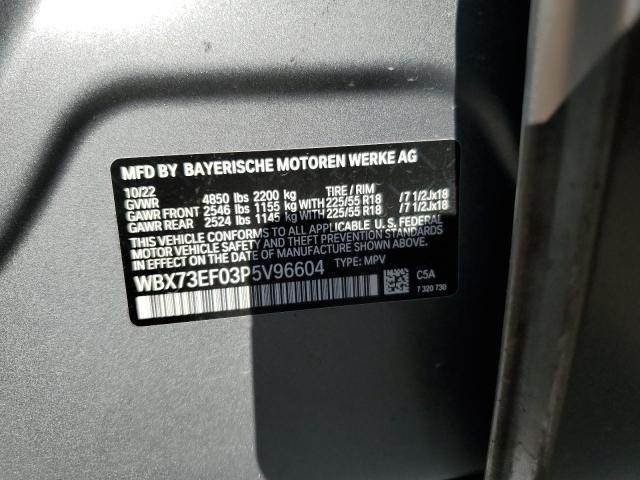 MFD BY BAYERISCHE MOTOREN WERKE AG
10/22
GVWR 4850 lbs 2200 kg TIRE / RIM
GAWR FRONT 2546 lbs 1155 kg WITH 225/55 R18 /7 1/2Jx18
GAWR REAR 2524 lbs 1145 kg WITH 225/55 R18 /7 1/2Jx18
THIS VEHICLE CONFORMS TO ALL APPLICABLE U.S. FEDERAL
MOTOR VEHICLE SAFETY STANDARDS
IN EFFECT ON THE DATE OF MANUFACTURE SHOWN ABOVE.
WBX73EF03P5V96604 TYPE: MPV
C5A
7 320 730